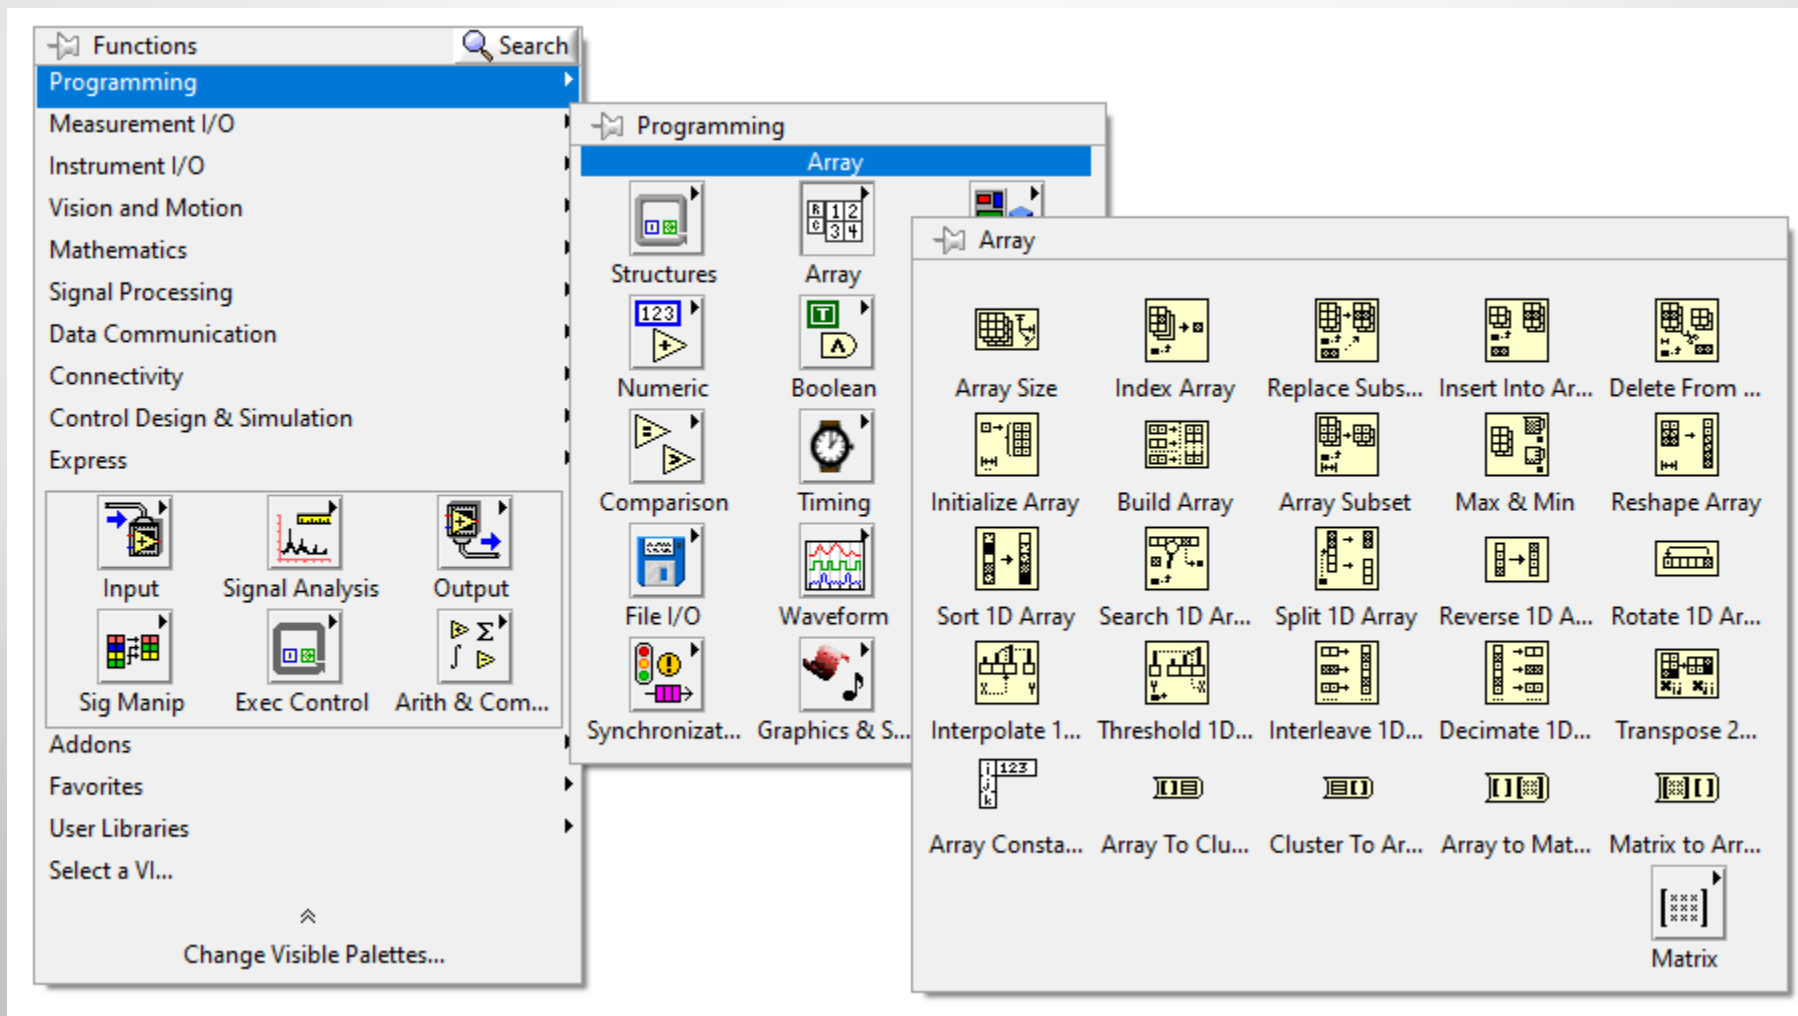 Functions
Search
Programming
Measurement I/O
Instrument I/O
Vision and Motion
Mathematics
Signal Processing
Data Communication
Connectivity
Control Design & Simulation
Express
Input
Signal Analysis
Output
Sig Manip
Exec Control
Arith & Com...
Addons
Favorites
User Libraries
Select a VI...
Change Visible Palettes...
Programming
Array
Structures
Array
Numeric
Boolean
Comparison
Timing
File I/O
Waveform
Synchronizat...
Graphics & S...
Array
Array Size
Index Array
Replace Subs...
Insert Into Ar...
Delete From ...
Initialize Array
Build Array
Array Subset
Max & Min
Reshape Array
Sort 1D Array
Search 1D Ar...
Split 1D Array
Reverse 1D A...
Rotate 1D Ar...
Interpolate 1...
Threshold 1D...
Interleave 1D...
Decimate 1D...
Transpose 2...
Array Consta...
Array To Clu...
Cluster To Ar...
Array to Mat...
Matrix to Arr...
Matrix